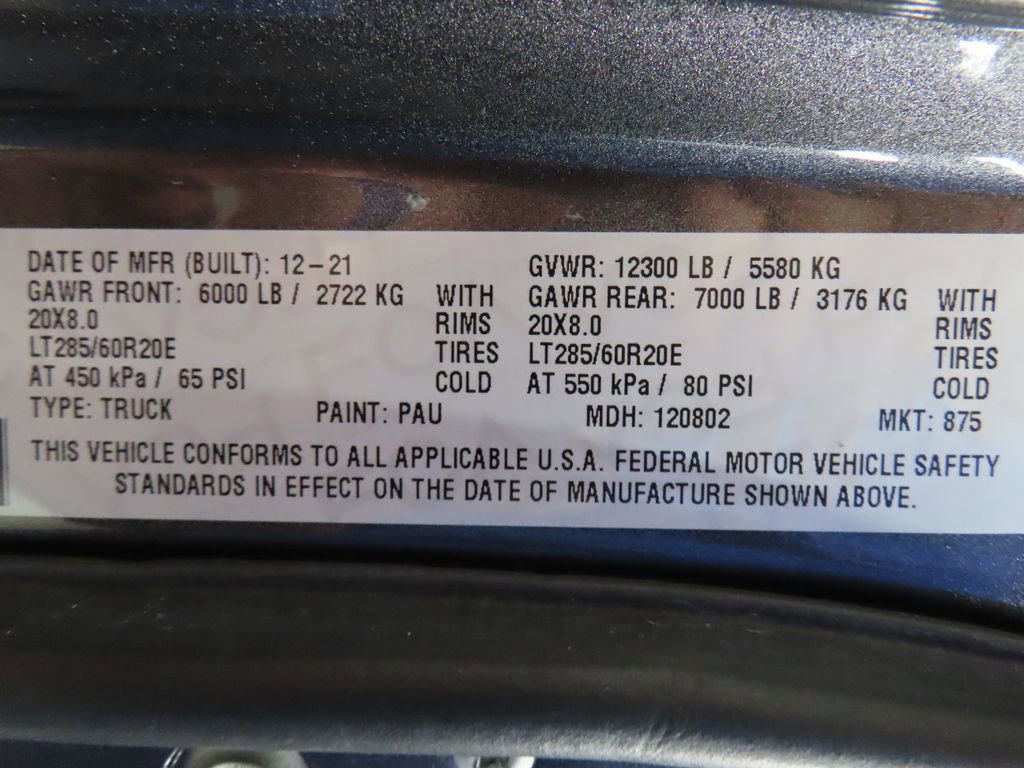 DATE OF MFR (BUILT): 12-21 GVWR: 12300 LB / 5580 KG
GAWR FRONT: 6000 LB / 2722 KG WITH GAWR REAR: 7000 LB / 3176 KG WITH
20X8.0 RIMS 20X8.0 RIMS
LT285/60R20E TIRES LT285/60R20E TIRES
AT 450 kPa / 65 PSI COLD AT 550 kPa / 80 PSI COLD
TYPE: TRUCK PAINT: PAU MDH: 120802 MKT: 875
THIS VEHICLE CONFORMS TO ALL APPLICABLE U.S.A. FEDERAL MOTOR VEHICLE SAFETY
STANDARDS IN EFFECT ON THE DATE OF MANUFACTURE SHOWN ABOVE.